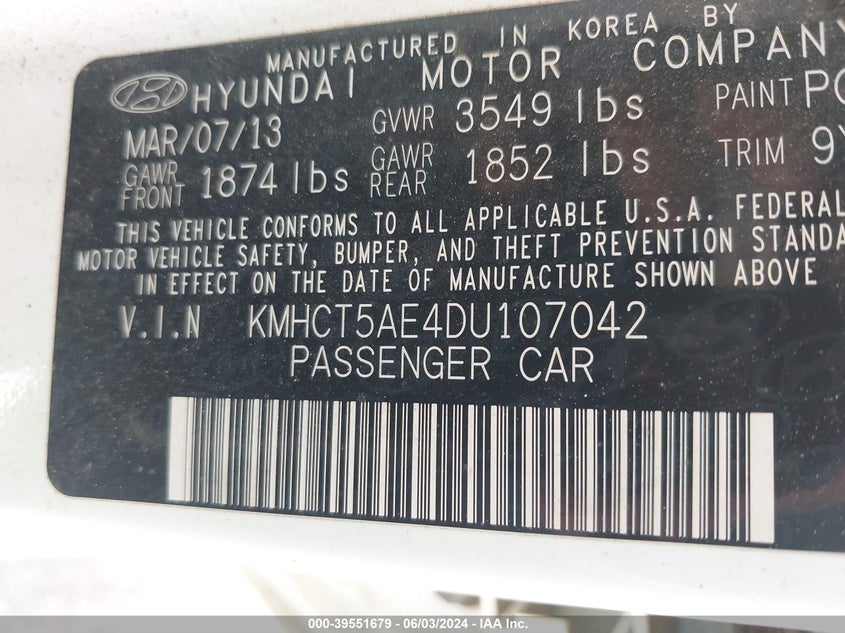 MANUFACTURED IN KOREA BY
HYUNDAI MOTOR COMPANY
MAR/07/13 GVWR 3549 lbs PAINT
GAWR FRONT 1874 lbs GAWR REAR 1852 lbs TRIM
THIS VEHICLE CONFORMS TO ALL APPLICABLE U.S.A. FEDERAL
MOTOR VEHICLE SAFETY, BUMPER, AND THEFT PREVENTION STANDA
IN EFFECT ON THE DATE OF MANUFACTURE SHOWN ABOVE
V.I.N KMHCT5AE4DU107042
PASSENGER CAR
000-39551679 | 06/03/2024 - IAA Inc.